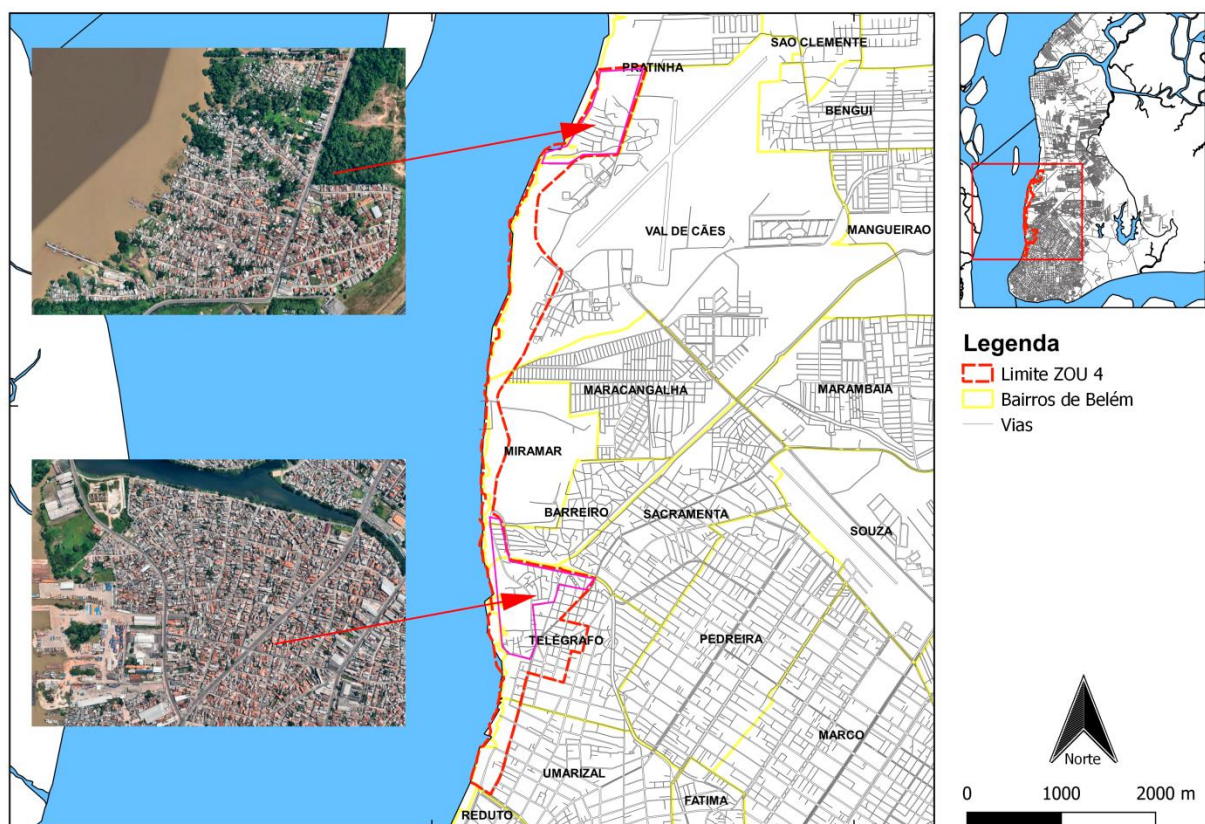 SAO CLEMENTE
PRATINHA
BENGUI
VAL DE CÃES
MANGUEIRAO
MARACANGALHA
MARAMBAIA
MIRAMAR
BARREIRO
SACRAMENTA
SOUZA
TELEGRAFO
PEDREIRA
MARCO
UMARIZAL
FATIMA
REDUTO
Legenda
Limite ZOU 4
Bairros de Belém
Vias
Norte
0 1000 2000 m